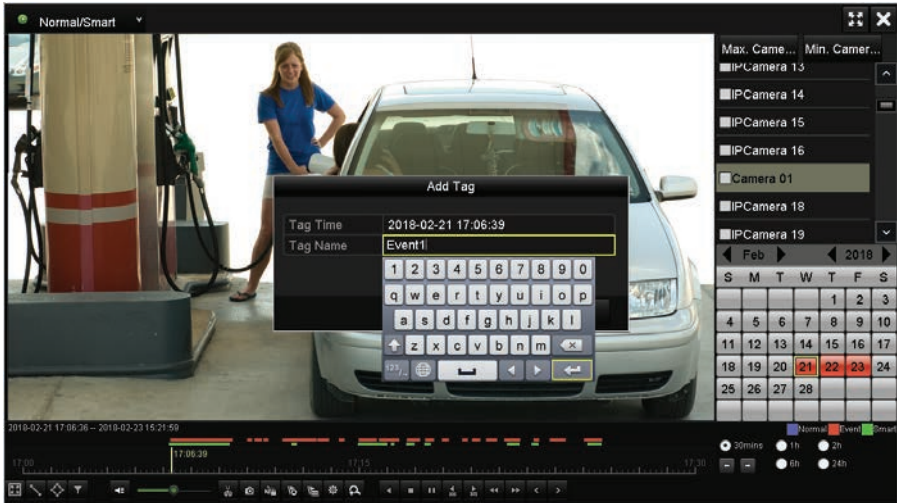 Normal/Smart
Max. Came... Min. Camer...
IPCamera 13
IPCamera 14
IPCamera 15
IPCamera 16
Camera 01
IPCamera 18
IPCamera 19
Add Tag
Tag Time 2018-02-21 17:06:39
Tag Name Event1
1 2 3 4 5 6 7 8 9 0
q w e r t y u i o p
a s d f g h j k l
z x c v b n m
123/...
Feb 2018
S M T W T F S
1 2 3
4 5 6 7 8 9 10
11 12 13 14 15 16 17
18 19 20 21 22 23 24
25 26 27 28
2018-02-21 17:06:36 -- 2018-02-23 15:21:59
Normal Event Smart
17:06:39
30mins 1h 2h
6h 24h
17:00 17:15 17:30